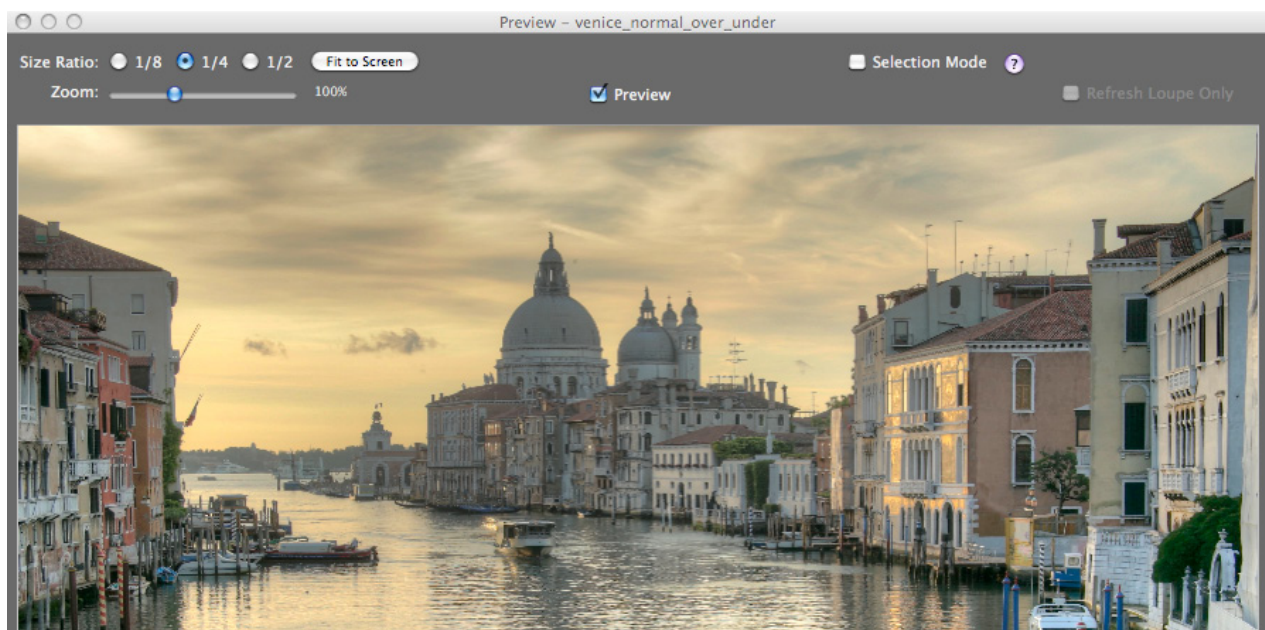 Preview – venice_normal_over_under
Size Ratio: 1/8 1/4 1/2 Fit to Screen Selection Mode ?
Zoom: 100% Preview Refresh Loupe Only